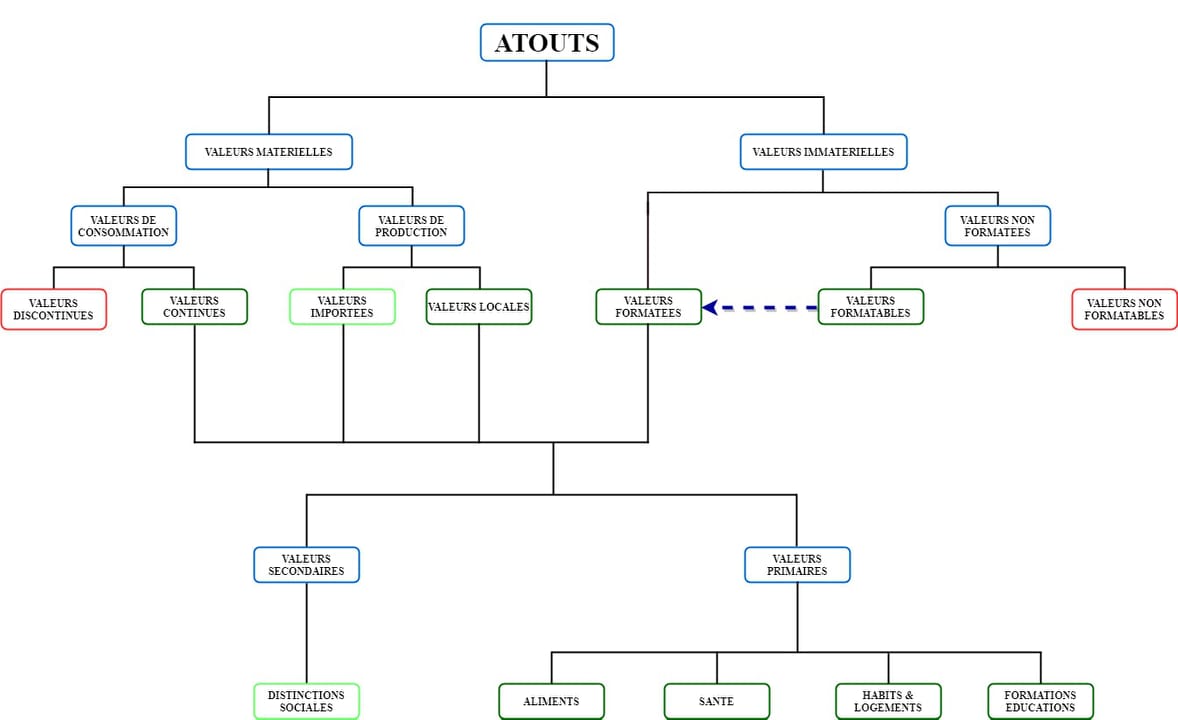 ATOUTS
VALEURS MATERIELLES
VALEURS IMMATERIELLES
VALEURS DE
CONSOMMATION
VALEURS DE
PRODUCTION
VALEURS NON
FORMATEES
VALEURS
DISCONTINUES
VALEURS
CONTINUES
VALEURS
IMPORTEES
VALEURS LOCALES
VALEURS
FORMATEES
VALEURS
FORMATABLES
VALEURS NON
FORMATABLES
VALEURS
SECONDAIRES
VALEURS
PRIMAIRES
DISTINCTIONS
SOCIALES
ALIMENTS
SANTE
HABITS &
LOGEMENTS
FORMATIONS
EDUCATIONS